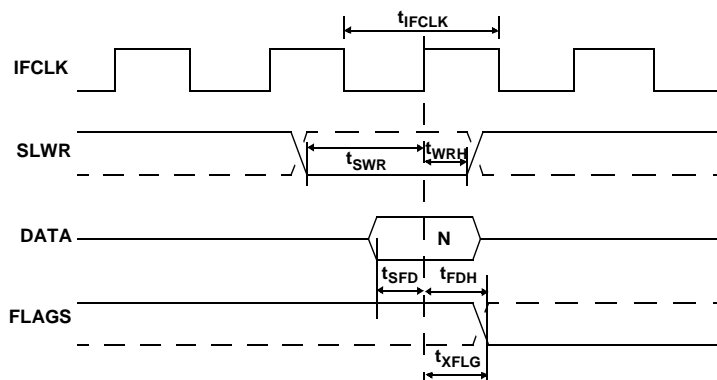 tIFCLK
IFCLK
SLWR
tSWR
tWRH
DATA
N
tSFD
tFDH
FLAGS
tXFLG